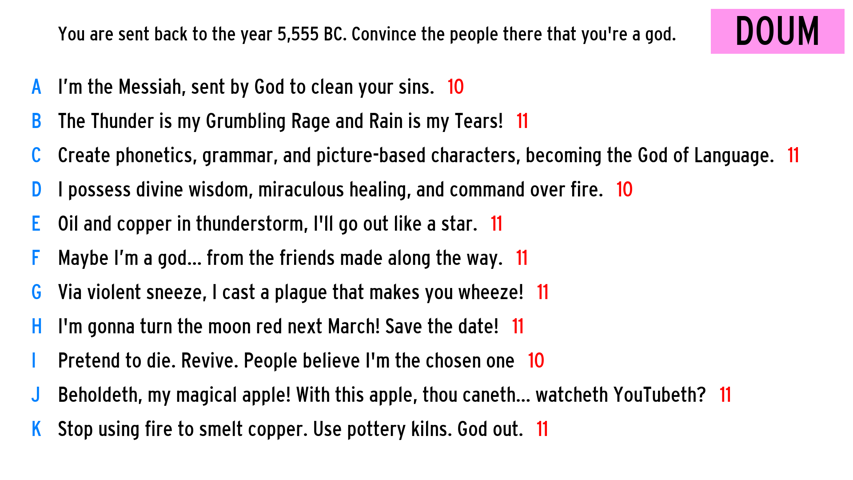 You are sent back to the year 5,555 BC. Convince the people there that you're a god.
DOUM
A I'm the Messiah, sent by God to clean your sins. 10
B The Thunder is my Grumbling Rage and Rain is my Tears! 11
C Create phonetics, grammar, and picture-based characters, becoming the God of Language. 11
D I possess divine wisdom, miraculous healing, and command over fire. 10
E Oil and copper in thunderstorm, I'll go out like a star. 11
F Maybe I'm a god... from the friends made along the way. 11
G Via violent sneeze, I cast a plague that makes you wheeze! 11
H I'm gonna turn the moon red next March! Save the date! 11
I Pretend to die. Revive. People believe I'm the chosen one 10
J Beholdeth, my magical apple! With this apple, thou caneth... watcheth YouTubeth? 11
K Stop using fire to smelt copper. Use pottery kilns. God out. 11